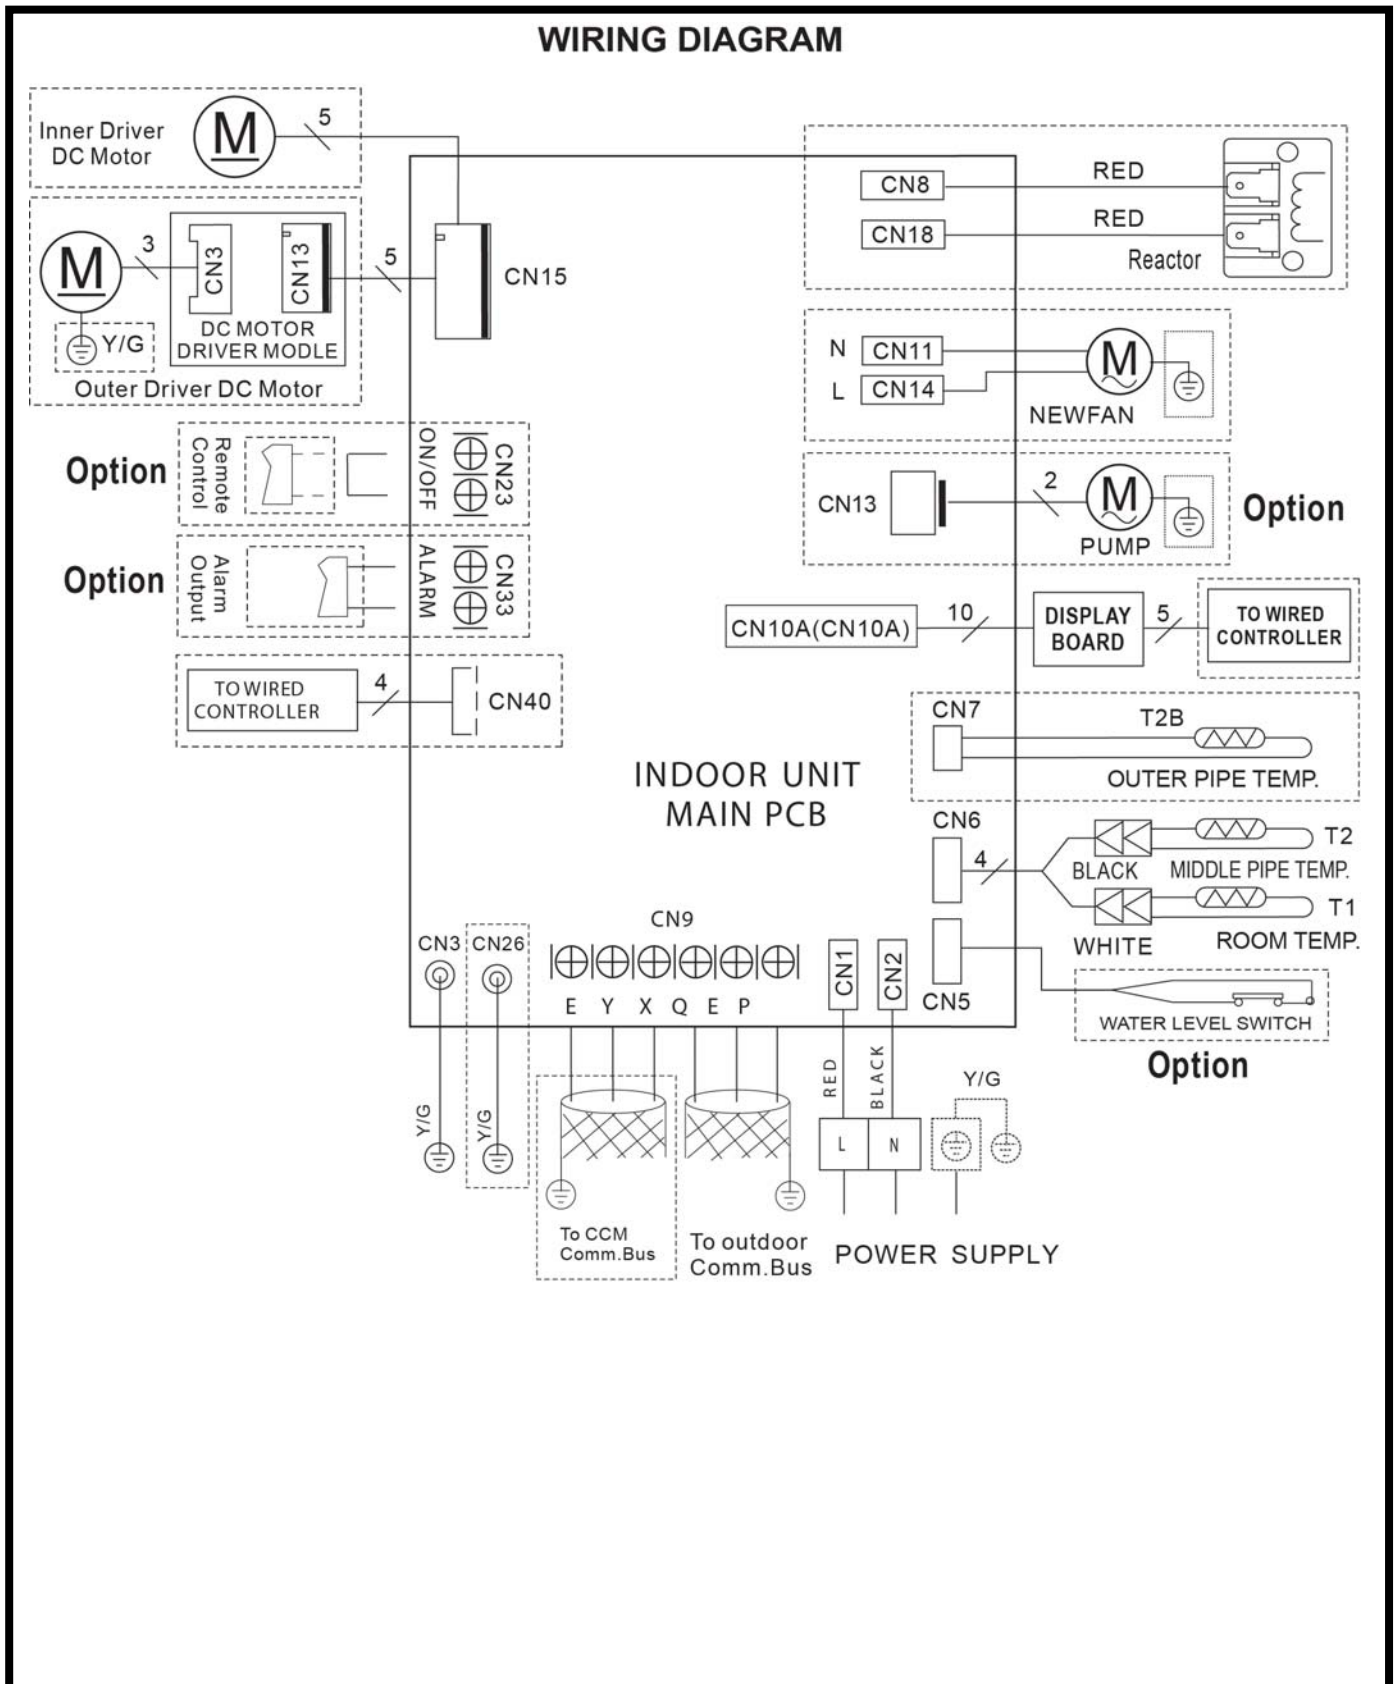 WIRING DIAGRAM
Inner Driver
DC Motor
M
5
M
3
CN3
CN13
5
CN15
Y/G
DC MOTOR
DRIVER MODLE
Outer Driver DC Motor
CN8
RED
CN18
RED
Reactor
N
CN11
L
CN14
M
NEWFAN
Option
Remote
Control
ON/OFF
CN23
CN13
2
M
PUMP
Option
Option
Alarm
Output
ALARM
CN33
CN10A(CN10A)
10
DISPLAY
BOARD
5
TO WIRED
CONTROLLER
TO WIRED
CONTROLLER
4
CN40
CN7
T2B
OUTER PIPE TEMP.
INDOOR UNIT
MAIN PCB
CN6
4
T2
BLACK
MIDDLE PIPE TEMP.
T1
WHITE
ROOM TEMP.
CN5
WATER LEVEL SWITCH
Option
CN3
CN26
CN9
E Y X Q E P
CN1
CN2
RED
BLACK
Y/G
Y/G
Y/G
L
N
To CCM
Comm.Bus
To outdoor
Comm.Bus
POWER SUPPLY